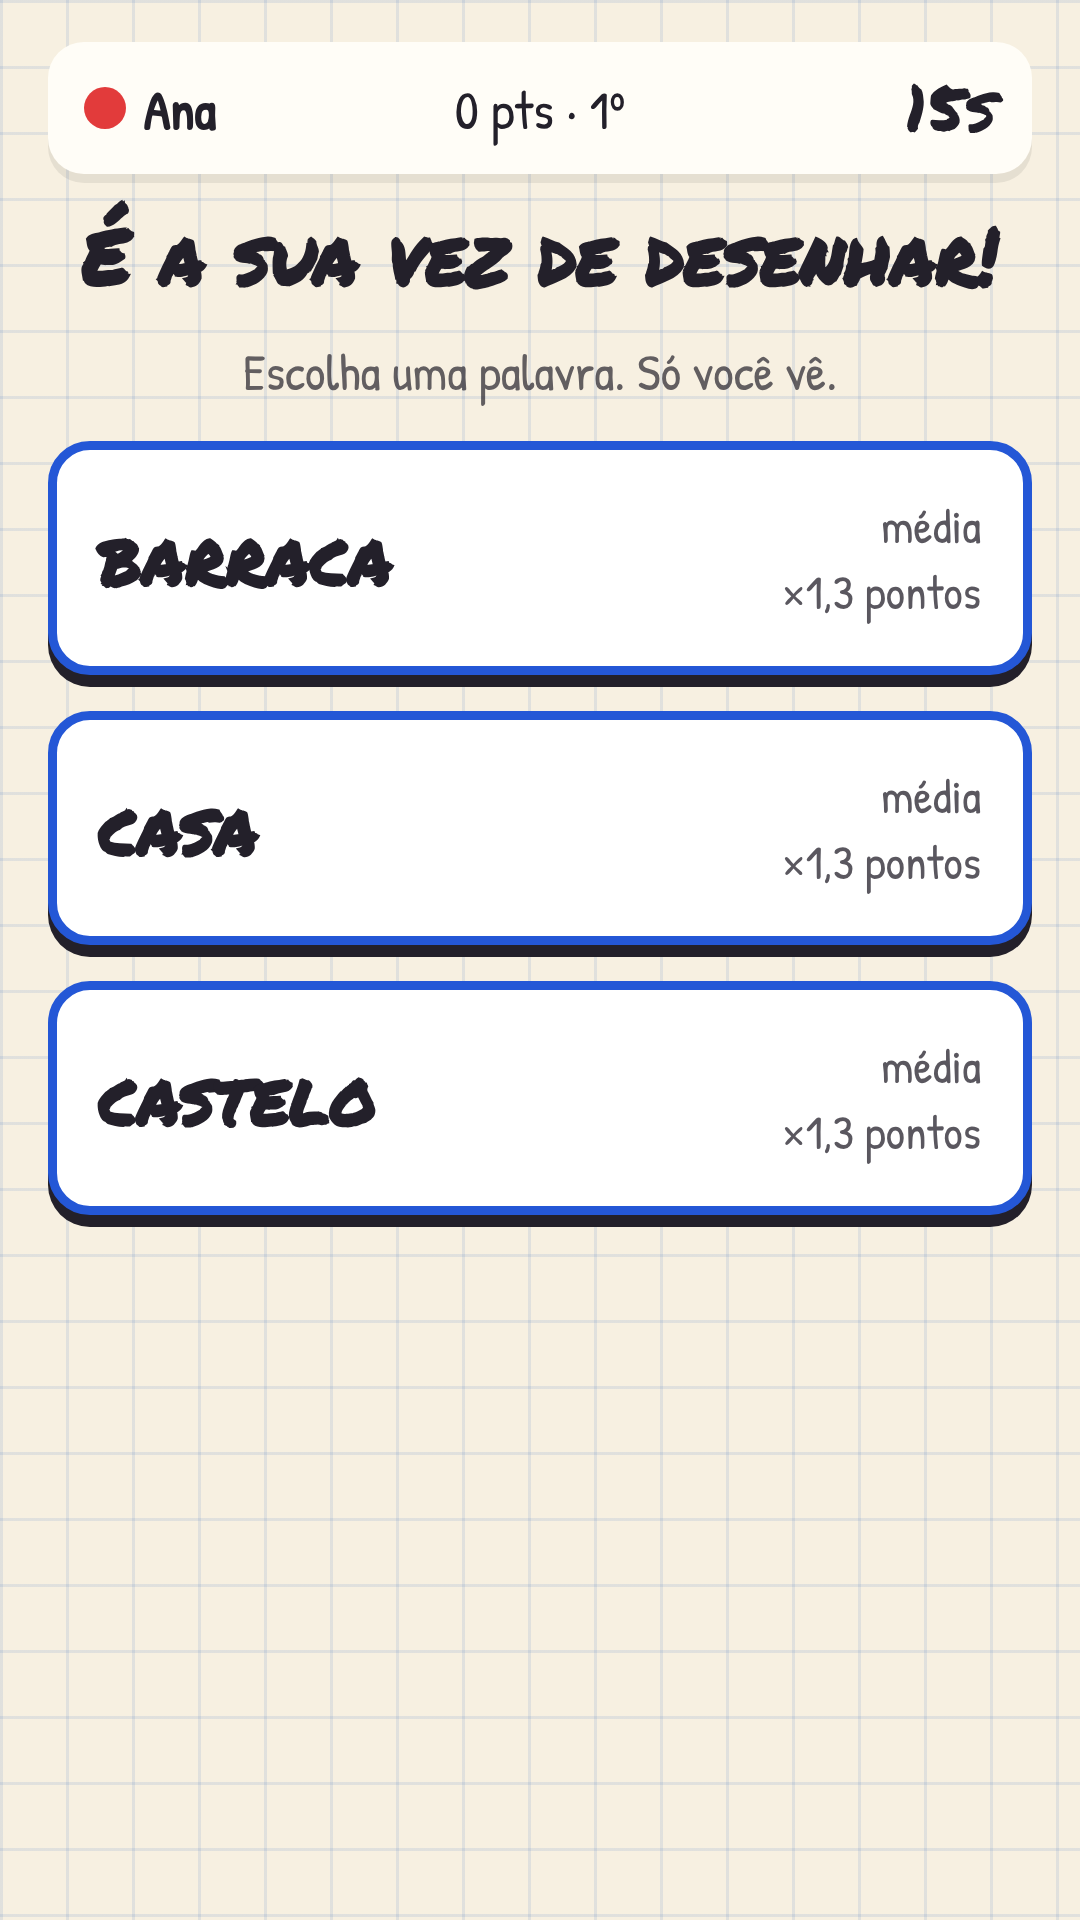 Ana
0 pts · 1º
15s
É a sua vez de desenhar!
Escolha uma palavra. Só você vê.
BARRACA
média
×1,3 pontos
CASA
média
×1,3 pontos
CASTELO
média
×1,3 pontos